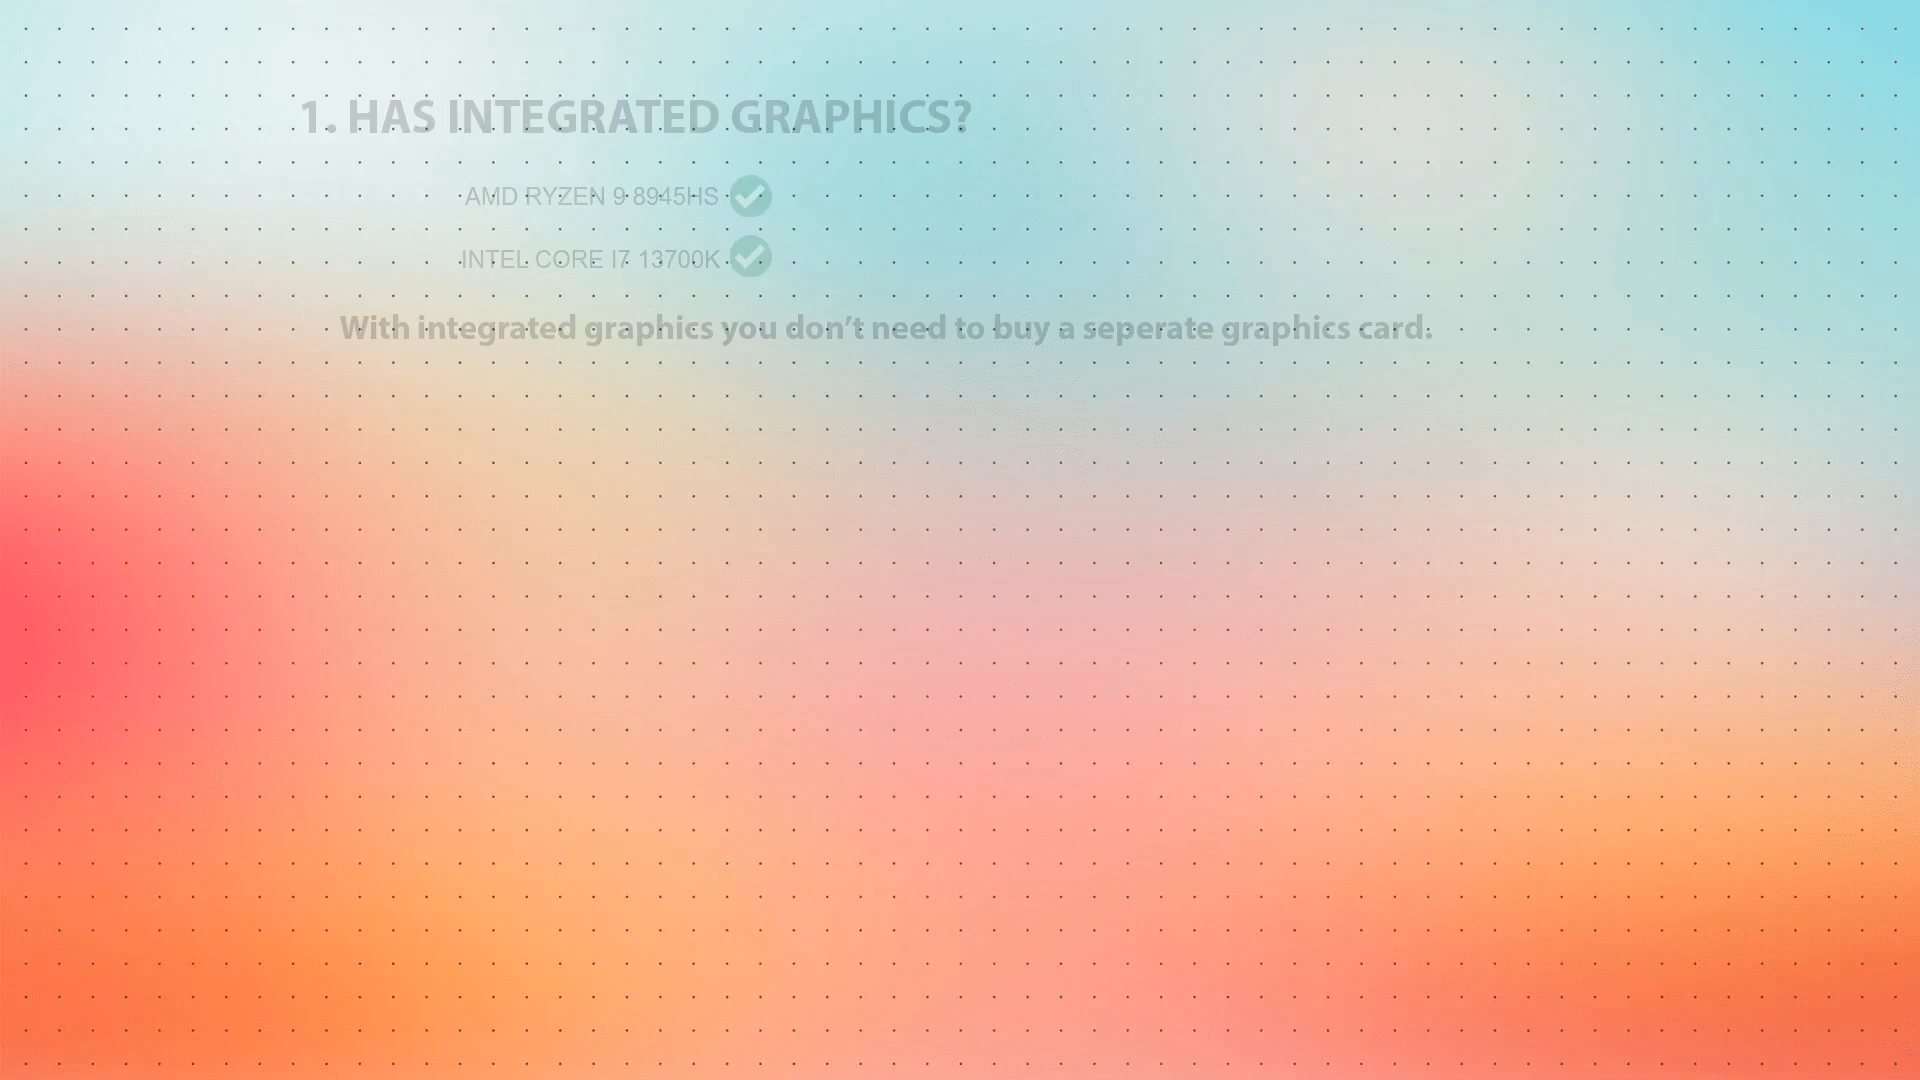 1. HAS INTEGRATED GRAPHICS?
AMD RYZEN 9 8945HS
INTEL CORE I7 13700K
With integrated graphics you don’t need to buy a seperate graphics card.